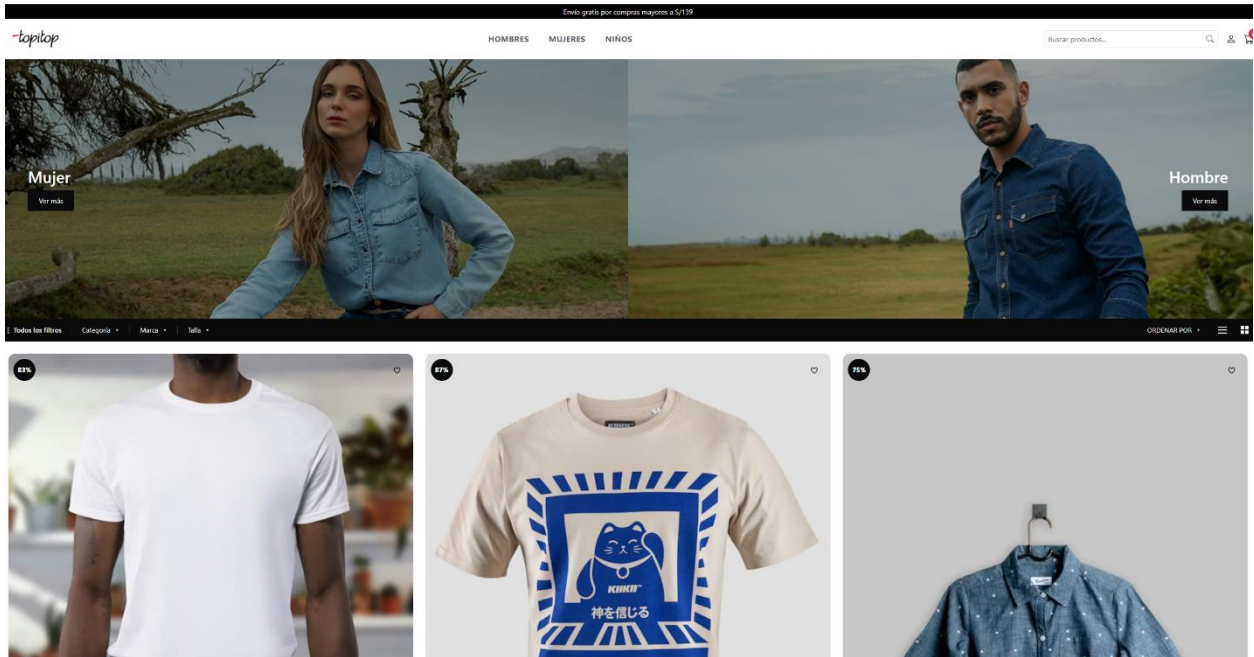 Envío gratis por compras mayores a S/139
topitop
HOMBRES MUJERES NIÑOS
Buscar productos...
Mujer
Ver más
Hombre
Ver más
Todos los filtros Categoría Marca Talla
ORDENAR POR
83%
87%
75%
KIIKII™
神を信じる